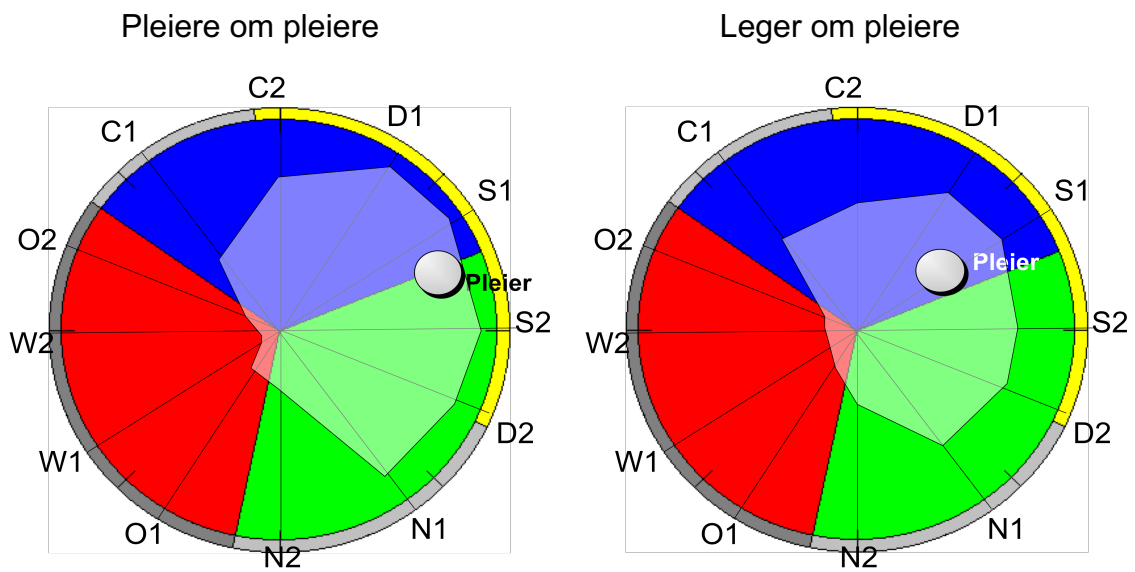 Pleiere om pleiere
C2
D1
C1
S1
O2
Pleier
S2
W2
D2
W1
N1
O1
N2
Leger om pleiere
C2
D1
C1
S1
O2
Pleier
S2
W2
D2
W1
N1
O1
N2